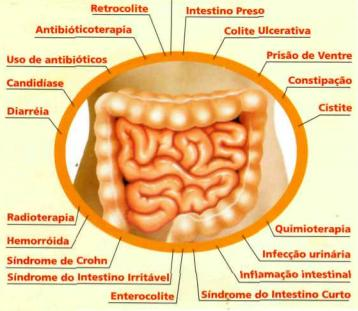 Retrocolite
Intestino Preso
Antibióticoterapia
Colite Ulcerativa
Uso de antibióticos
Prisão de Ventre
Candidíase
Constipação
Diarréia
Cistite
Radioterapia
Quimioterapia
Hemorróida
Infecção urinária
Síndrome de Crohn
Inflamação intestinal
Síndrome do Intestino Irritável
Enterocolite
Síndrome do Intestino Curto